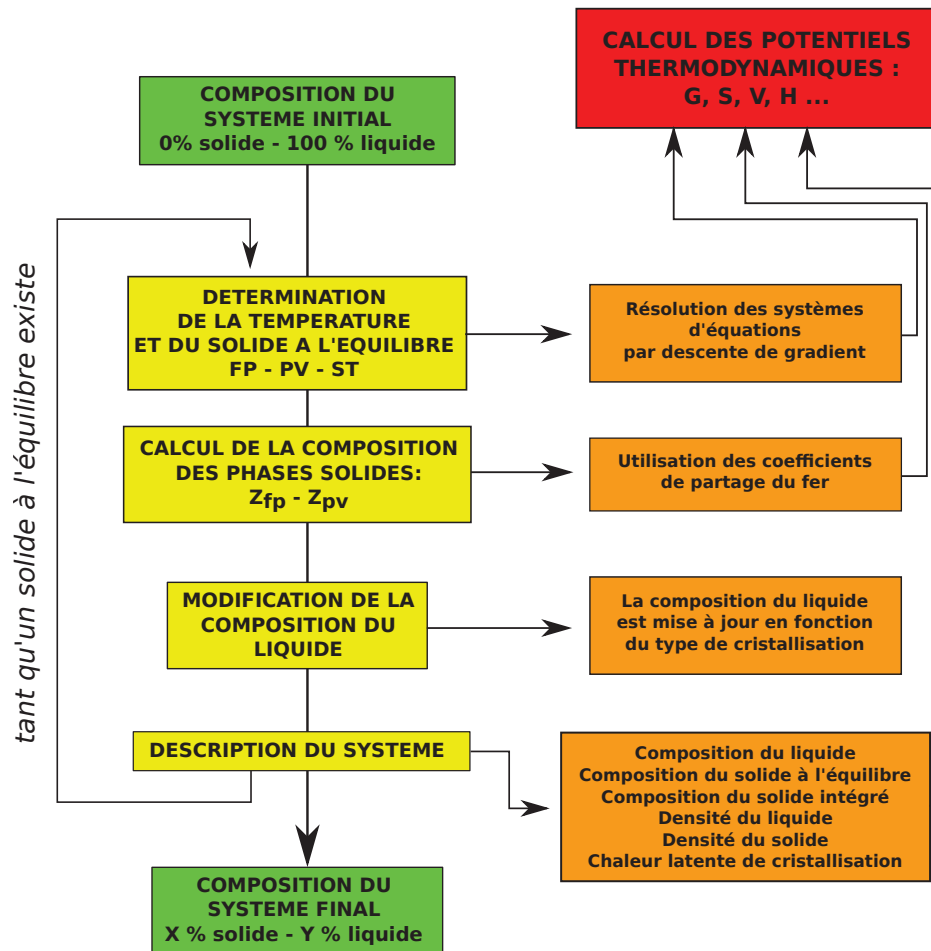 CALCUL DES POTENTIELS
THERMODYNAMIQUES :
G, S, V, H ...
COMPOSITION DU
SYSTEME INITIAL
0% solide - 100 % liquide
tant qu'un solide à l'équilibre existe
DETERMINATION
DE LA TEMPERATURE
ET DU SOLIDE A L'EQUILIBRE
FP - PV - ST
Résolution des systèmes
d'équations
par descente de gradient
CALCUL DE LA COMPOSITION
DES PHASES SOLIDES:
Zfp - Zpv
Utilisation des coefficients
de partage du fer
MODIFICATION DE LA
COMPOSITION DU
LIQUIDE
La composition du liquide
est mise à jour en fonction
du type de cristallisation
DESCRIPTION DU SYSTEME
Composition du liquide
Composition du solide à l'équilibre
Composition du solide intégré
Densité du liquide
Densité du solide
Chaleur latente de cristallisation
COMPOSITION DU
SYSTEME FINAL
X % solide - Y % liquide